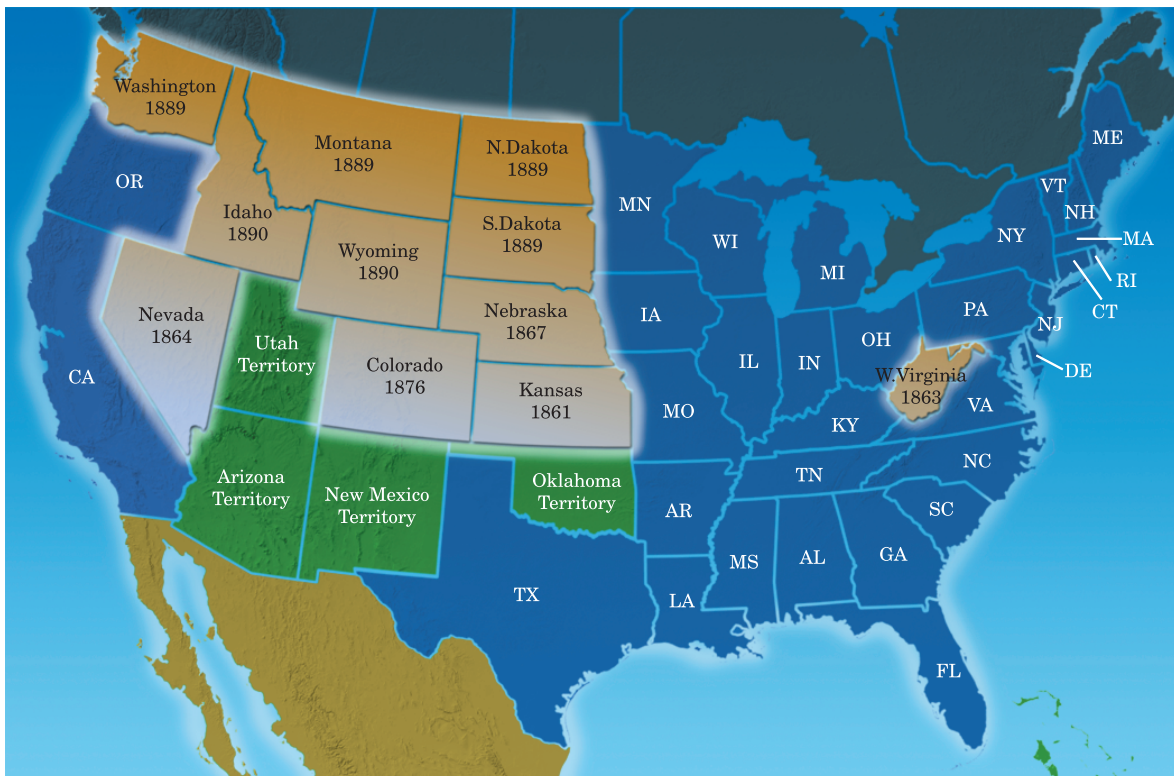 Washington
1889
Montana
1889
N.Dakota
1889
ME
OR
VT
MN
NH
Idaho
1890
S.Dakota
1889
NY
MA
WI
Wyoming
1890
MI
RI
CT
Nevada
1864
Nebraska
1867
IA
PA
NJ
Utah
Territory
OH
IL
IN
DE
CA
Colorado
1876
W.Virginia
1863
Kansas
1861
MO
VA
KY
NC
TN
Arizona
Territory
New Mexico
Territory
Oklahoma
Territory
AR
SC
MS
AL
GA
TX
LA
FL